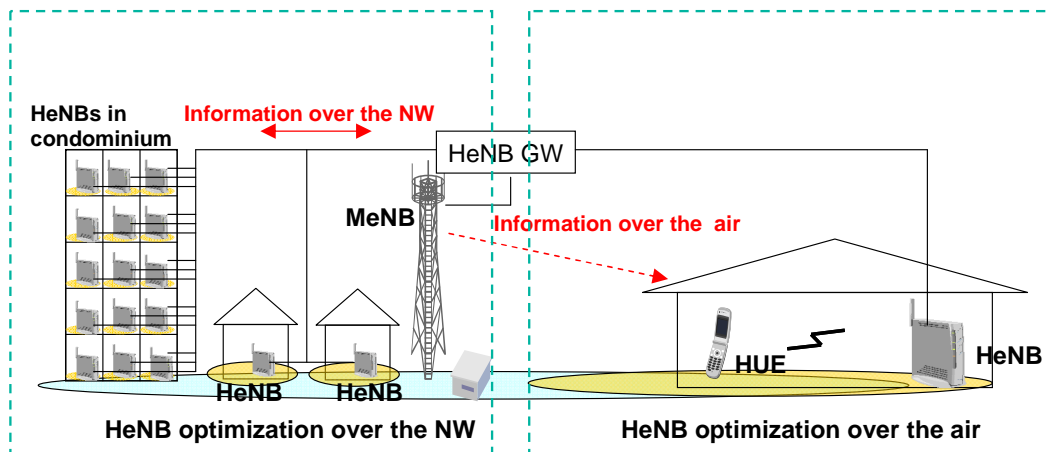 HeNBs in
condominium
Information over the NW
HeNB GW
MeNB
Information over the  air
HUE
HeNB
HeNB
HeNB
HeNB optimization over the NW
HeNB optimization over the air